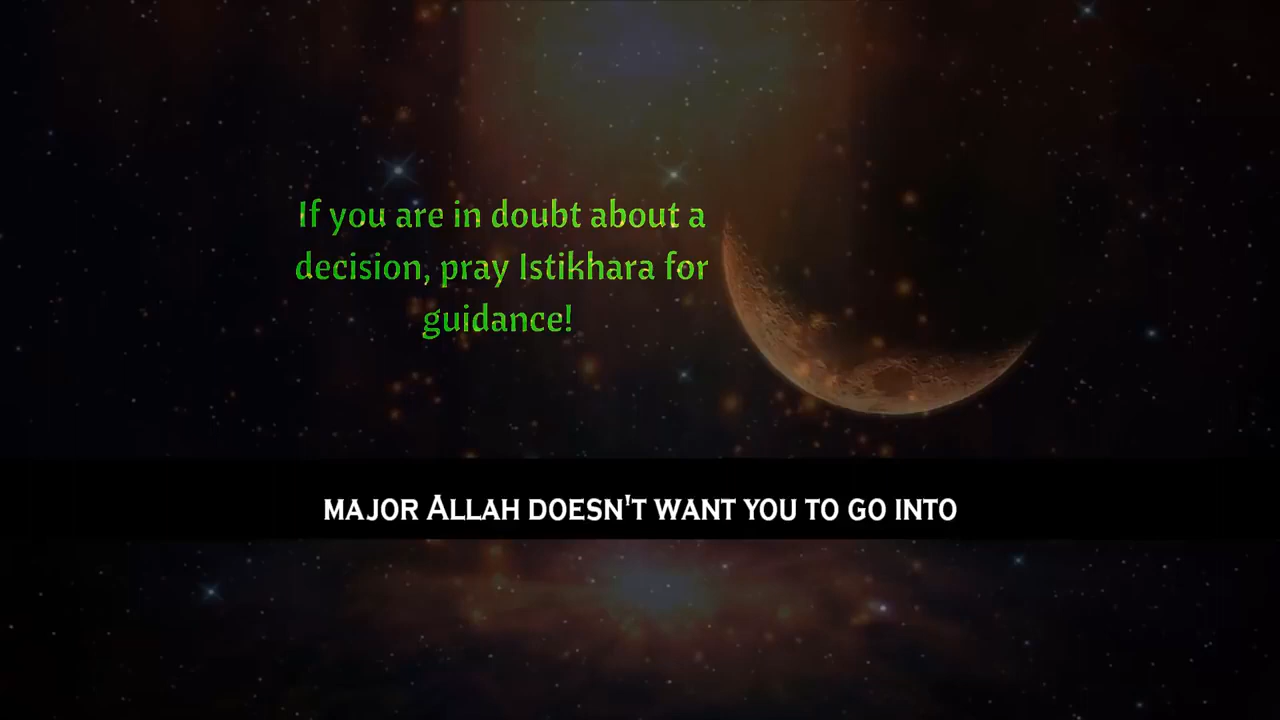 If you are in doubt about a
decision, pray Istikhara for
guidance!
MAJOR ALLAH DOESN'T WANT YOU TO GO INTO